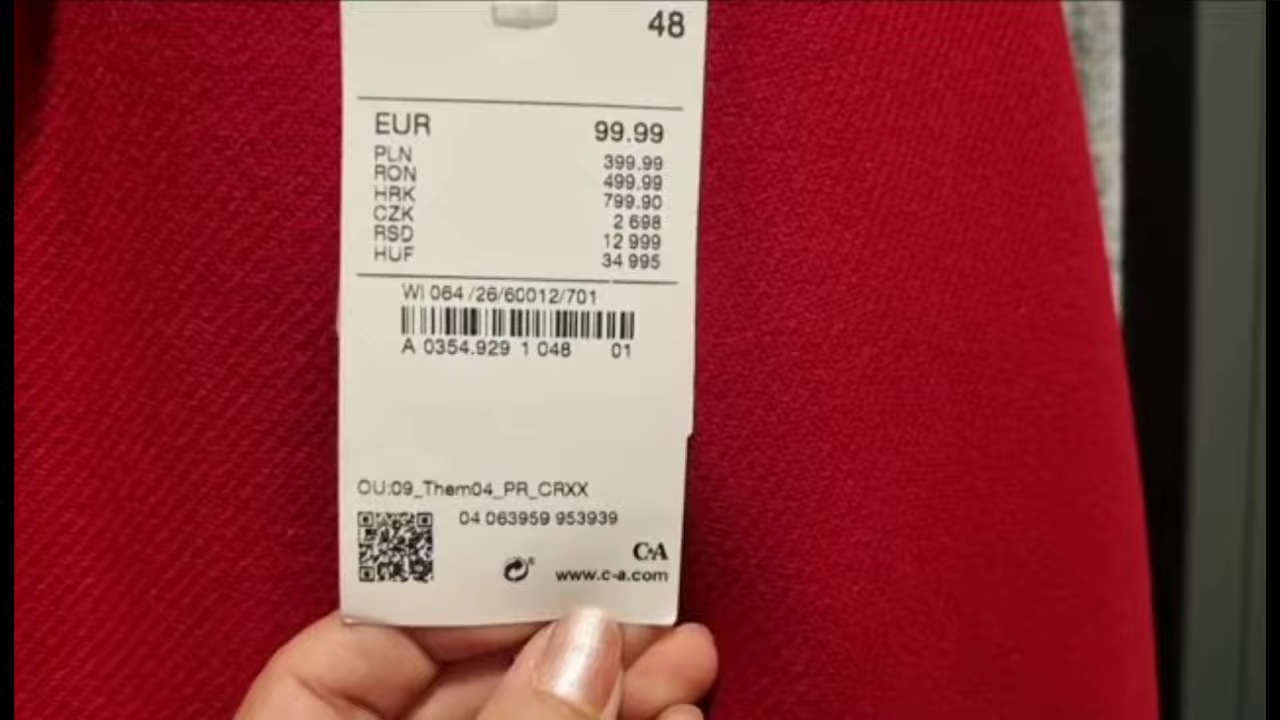 48
EUR 99.99
PLN 399.99
RON 499.99
HRK 799.90
CZK 2 698
RSD 12 999
HUF 34 995
WI 064 /26/60012/701
A 0354.929 1 048 01
OU:09_Them04_PR_CRXX
04 063959 953939
C&A
www.c-a.com